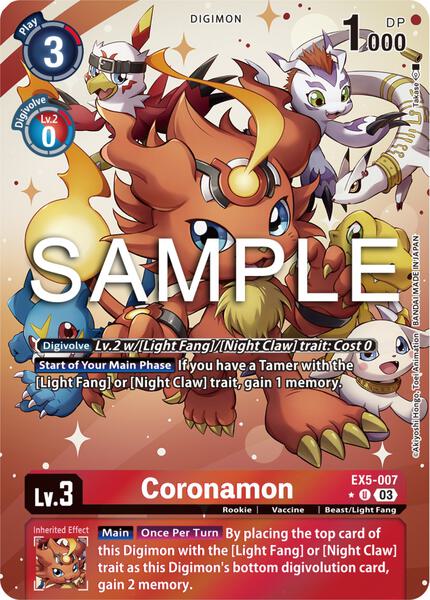 DIGIMON
Play
3
DP
1,000
Digivolve
Lv.2
0
Takase
SAMPLE
Digivolve Lv.2 w/[Light Fang]/[Night Claw] trait: Cost 0
Start of Your Main Phase If you have a Tamer with the
[Light Fang] or [Night Claw] trait, gain 1 memory.
©Akiyoshi Hongo, Toei Animation BANDAI MADE IN JAPAN
Lv.3
Coronamon
EX5-007
★ U 03
Rookie | Vaccine | Beast/Light Fang
Inherited Effect
Main Once Per Turn By placing the top card of
this Digimon with the [Light Fang] or [Night Claw]
trait as this Digimon's bottom digivolution card,
gain 2 memory.